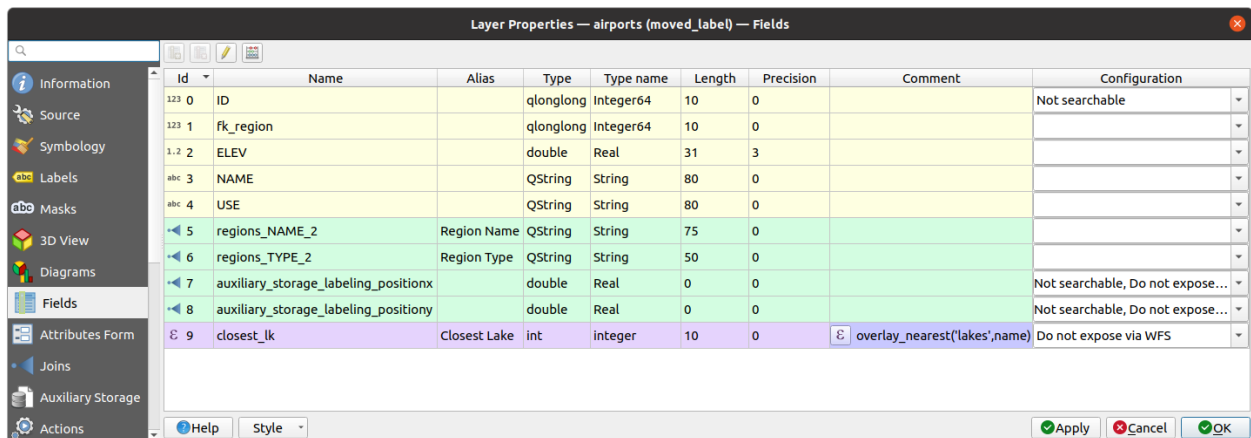 Layer Properties — airports (moved_label) — Fields
Id Name Alias Type Type name Length Precision Comment Configuration
123 0 ID qlonglong Integer64 10 0 Not searchable
123 1 fk_region qlonglong Integer64 10 0
1.2 2 ELEV double Real 31 3
abc 3 NAME QString String 80 0
abc 4 USE QString String 80 0
5 regions_NAME_2 Region Name QString String 75 0
6 regions_TYPE_2 Region Type QString String 50 0
7 auxiliary_storage_labeling_positionx double Real 0 0 Not searchable, Do not expose...
8 auxiliary_storage_labeling_positiony double Real 0 0 Not searchable, Do not expose...
ε 9 closest_lk Closest Lake int integer 10 0 ε overlay_nearest('lakes',name) Do not expose via WFS
i Information
Source
Symbology
abc Labels
abc Masks
3D View
Diagrams
Fields
Attributes Form
Joins
Auxiliary Storage
Actions
?Help Style Apply Cancel OK